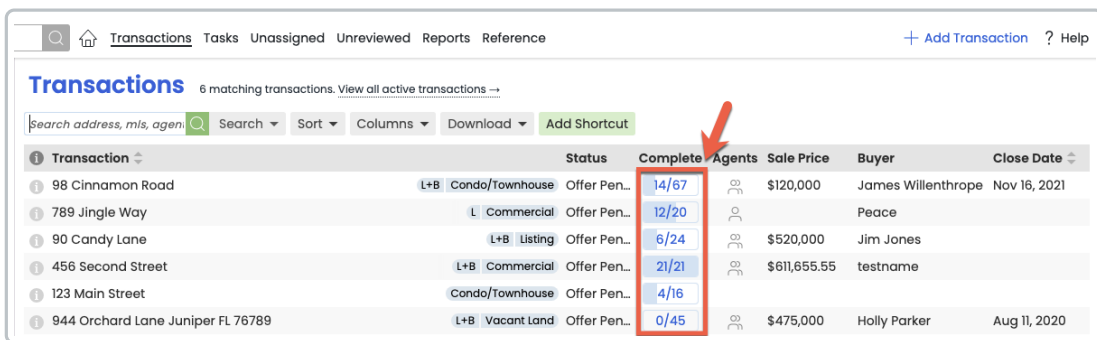 Transactions Tasks Unassigned Unreviewed Reports Reference + Add Transaction ? Help
Transactions 6 matching transactions. View all active transactions →
Search address, mls, agen Search Sort Columns Download Add Shortcut
Transaction Status Complete Agents Sale Price Buyer Close Date
98 Cinnamon Road L+B Condo/Townhouse Offer Pen... 14/67 $120,000 James Willenthrope Nov 16, 2021
789 Jingle Way L Commercial Offer Pen... 12/20 Peace
90 Candy Lane L+B Listing Offer Pen... 6/24 $520,000 Jim Jones
456 Second Street L+B Commercial Offer Pen... 21/21 $611,655.55 testname
123 Main Street Condo/Townhouse Offer Pen... 4/16
944 Orchard Lane Juniper FL 76789 L+B Vacant Land Offer Pen... 0/45 $475,000 Holly Parker Aug 11, 2020